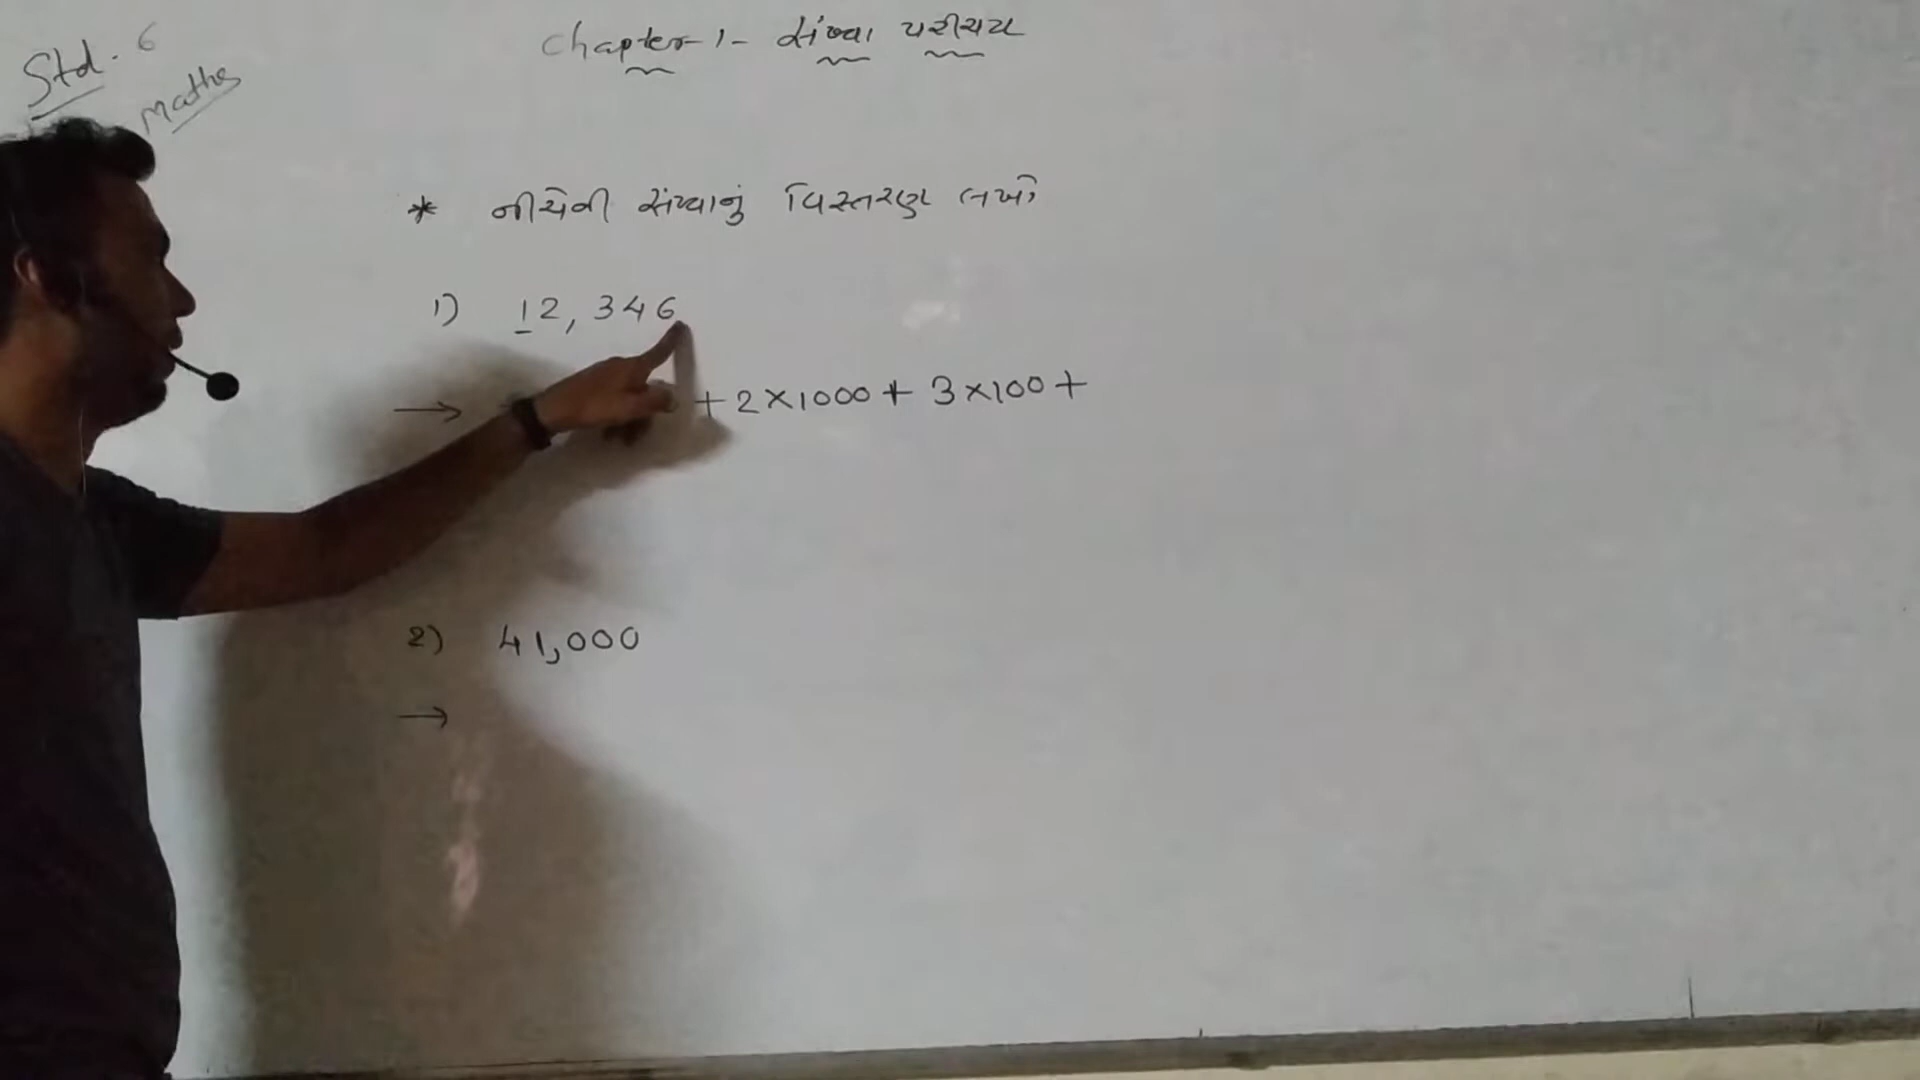 Std. 6
Maths
Chapter-1- સંખ્યા પરીચય
* નીચેની સંખ્યાનું વિસ્તરણ લખો
1) 12,346
→ +2×1000+ 3×100+
2) 41,000
→